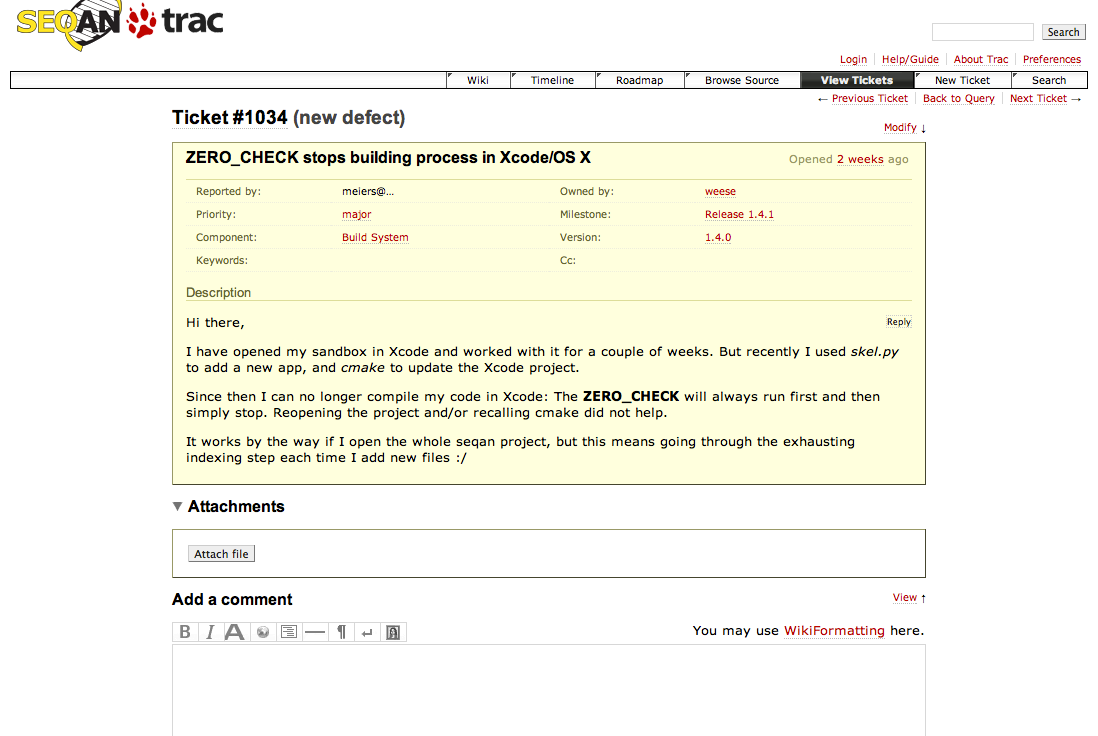 SEQAN trac
Search
Login Help/Guide About Trac Preferences
Wiki Timeline Roadmap Browse Source View Tickets New Ticket Search
← Previous Ticket Back to Query Next Ticket →
Ticket #1034 (new defect)
Modify ↓
ZERO_CHECK stops building process in Xcode/OS X
Opened 2 weeks ago
Reported by: meiers@... Owned by: weese
Priority: major Milestone: Release 1.4.1
Component: Build System Version: 1.4.0
Keywords: Cc:
Description
Hi there,
Reply
I have opened my sandbox in Xcode and worked with it for a couple of weeks. But recently I used skel.py
to add a new app, and cmake to update the Xcode project.
Since then I can no longer compile my code in Xcode: The ZERO_CHECK will always run first and then
simply stop. Reopening the project and/or recalling cmake did not help.
It works by the way if I open the whole seqan project, but this means going through the exhausting
indexing step each time I add new files :/
▼ Attachments
Attach file
Add a comment
View ↑
B I A ¶ ↵
You may use WikiFormatting here.